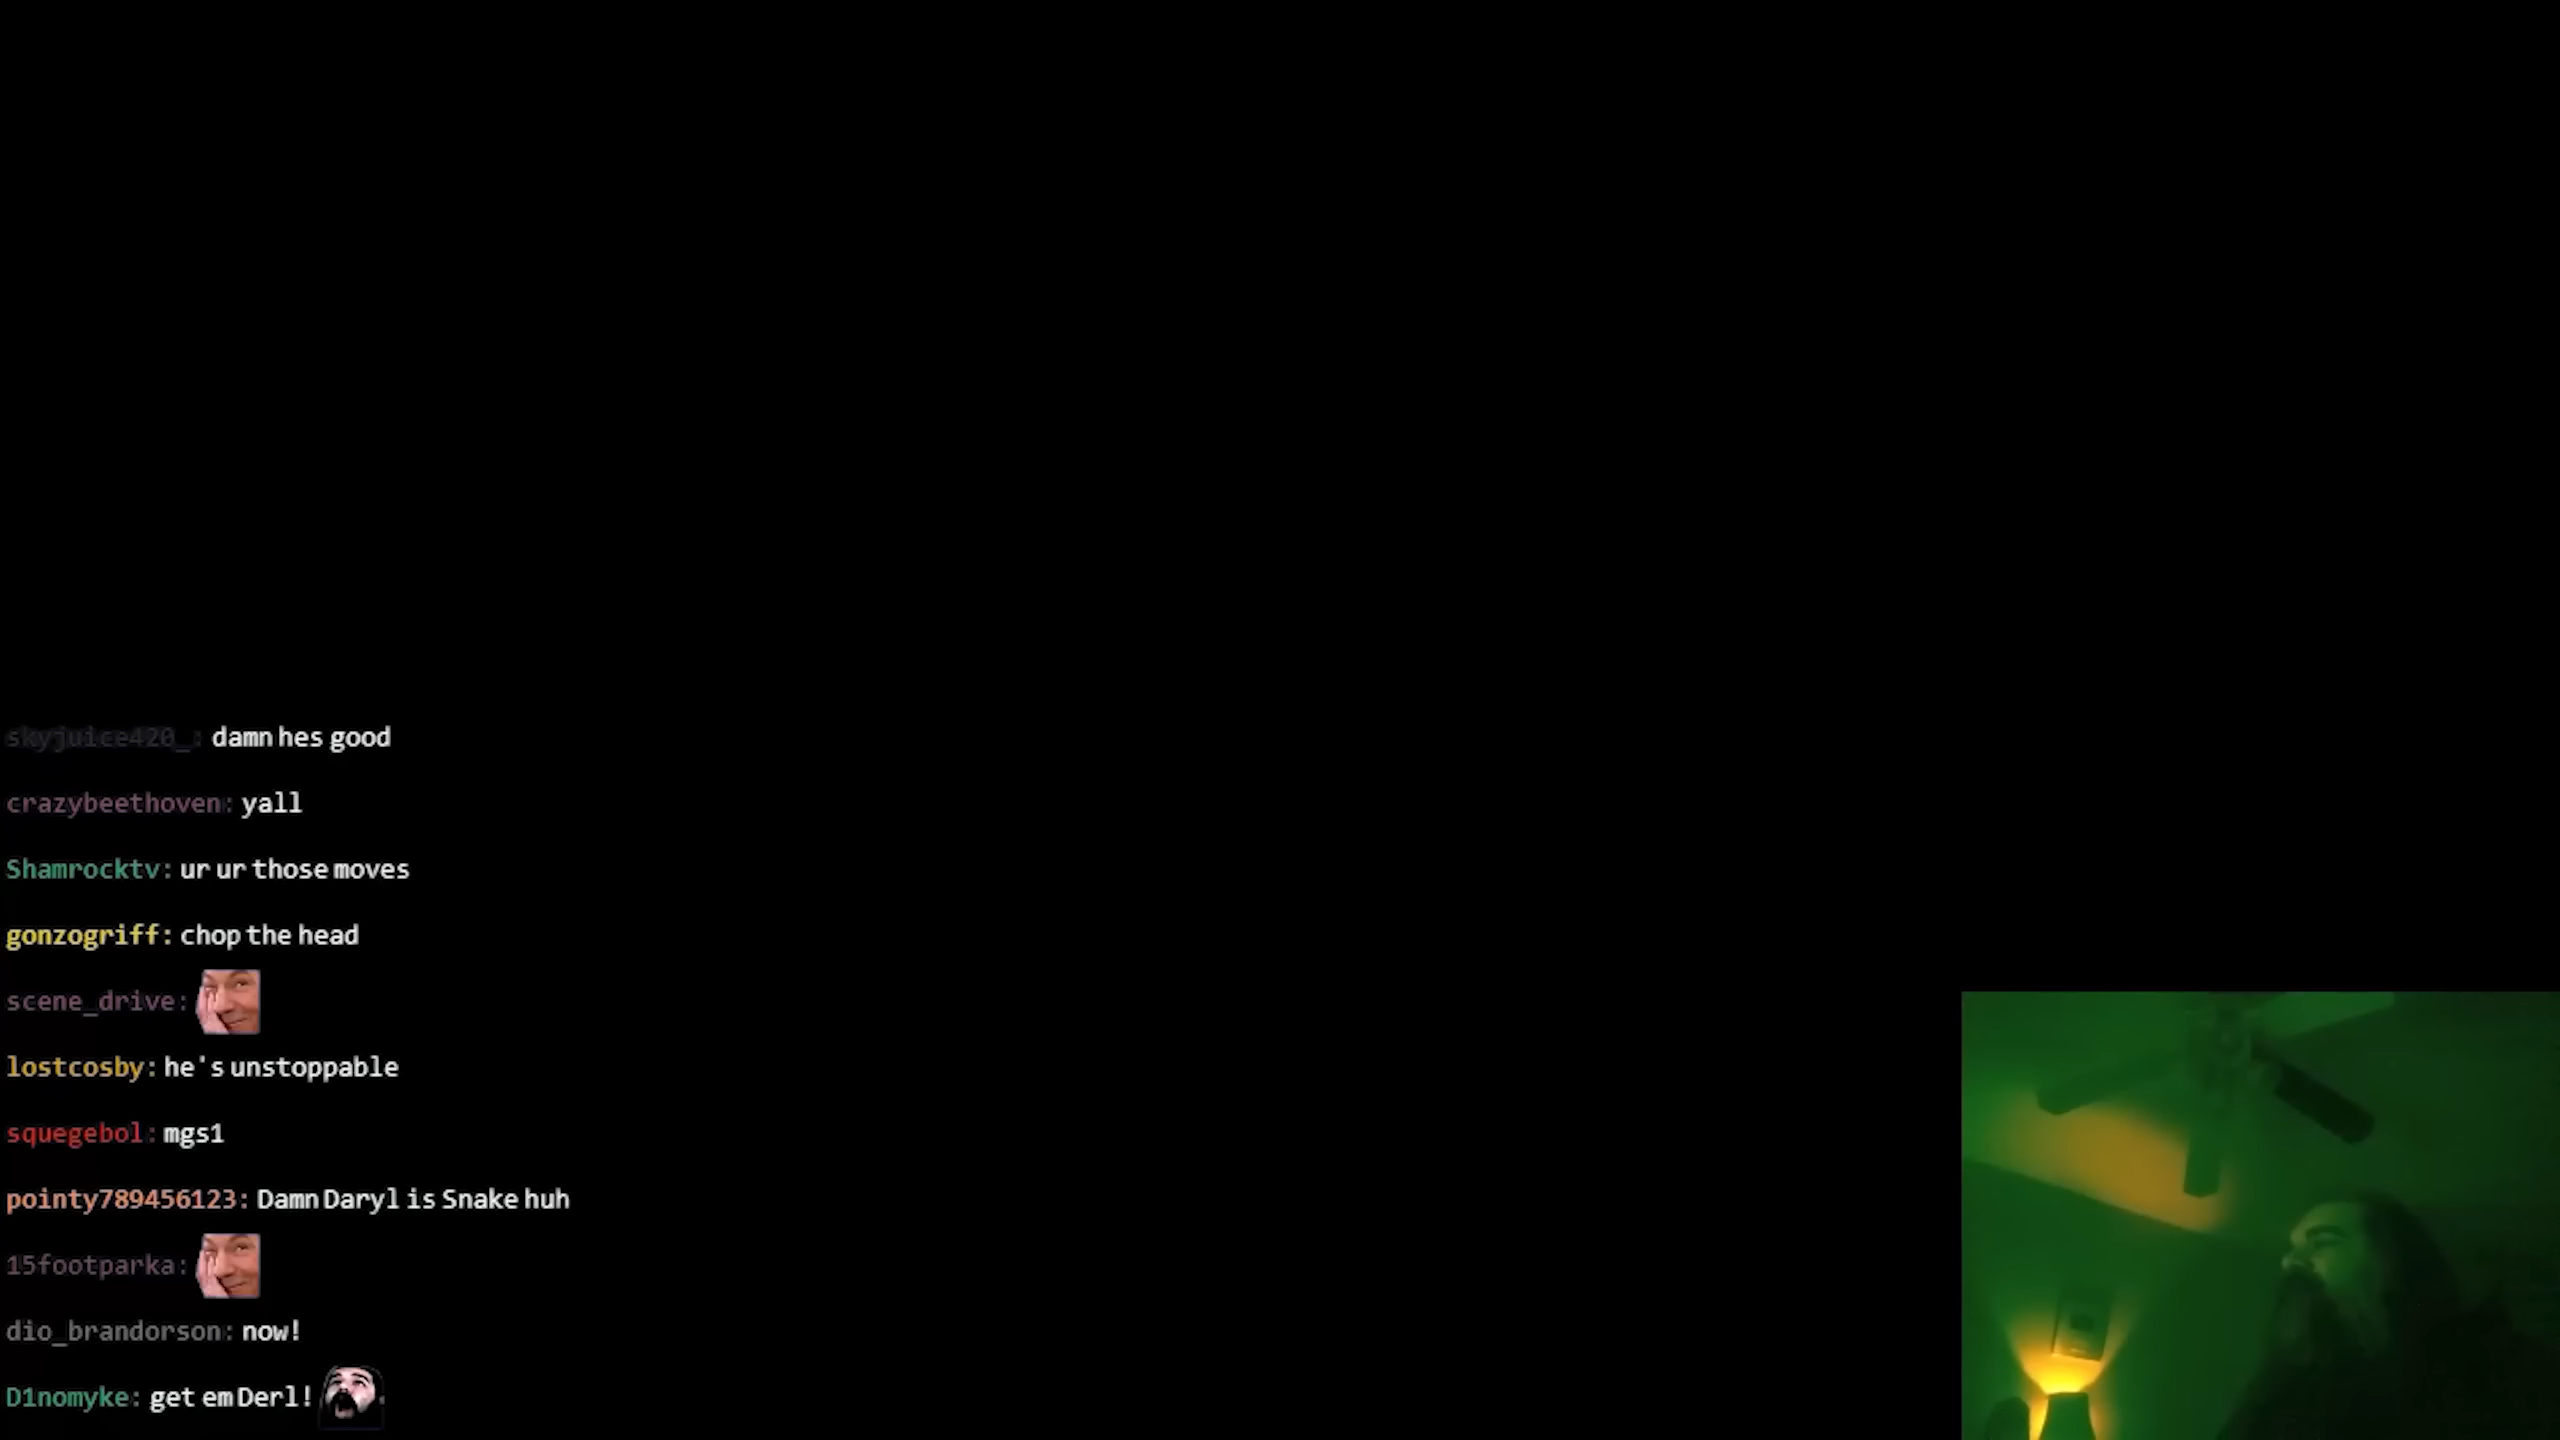 skyjuice420_: damn hes good
crazybeethoven: yall
Shamrocktv: ur ur those moves
gonzogriff: chop the head
scene_drive:
lostcosby: he's unstoppable
squegebol: mgs1
pointy789456123: Damn Daryl is Snake huh
15footparka:
dio_brandorson: now!
D1nomyke: get em Derl!